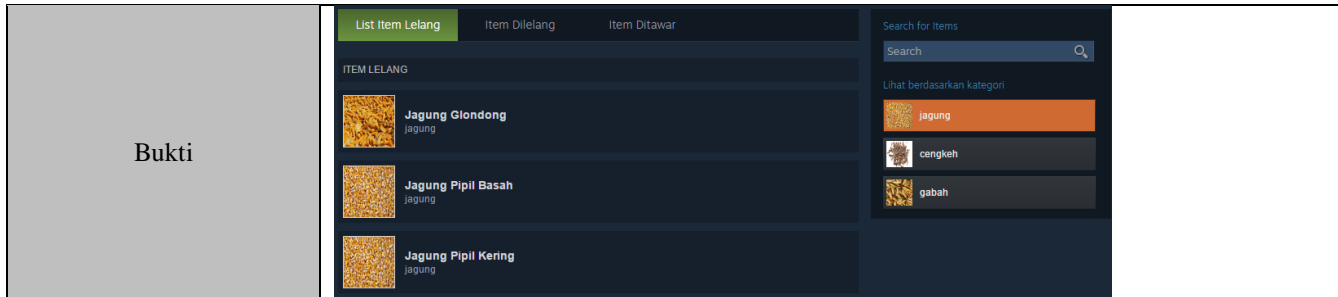 Bukti
List Item Lelang Item Dilelang Item Ditawar
ITEM LELANG
Jagung Glondong
jagung
Jagung Pipil Basah
jagung
Jagung Pipil Kering
jagung
Search for Items
Search
Lihat berdasarkan kategori
jagung
cengkeh
gabah